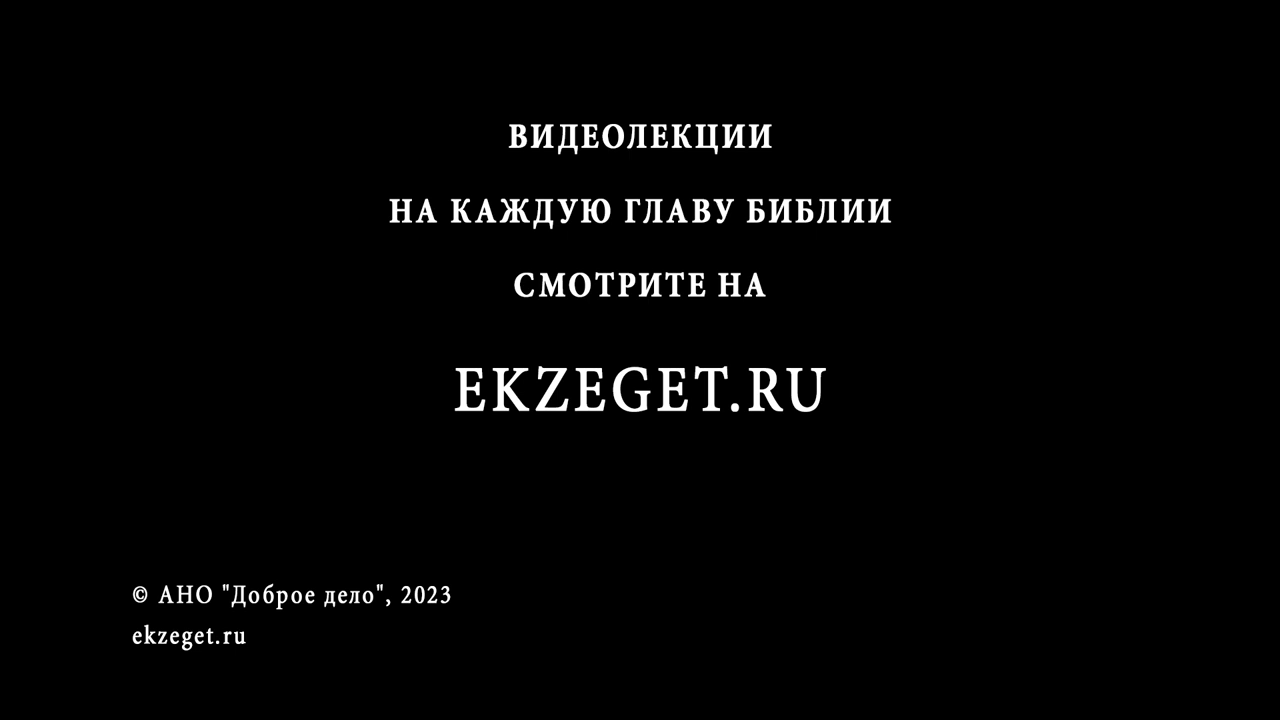 ВИДЕОЛЕКЦИИ
НА КАЖДУЮ ГЛАВУ БИБЛИИ
СМОТРИТЕ НА
EKZEGET.RU
© АНО "Доброе дело", 2023
ekzeget.ru